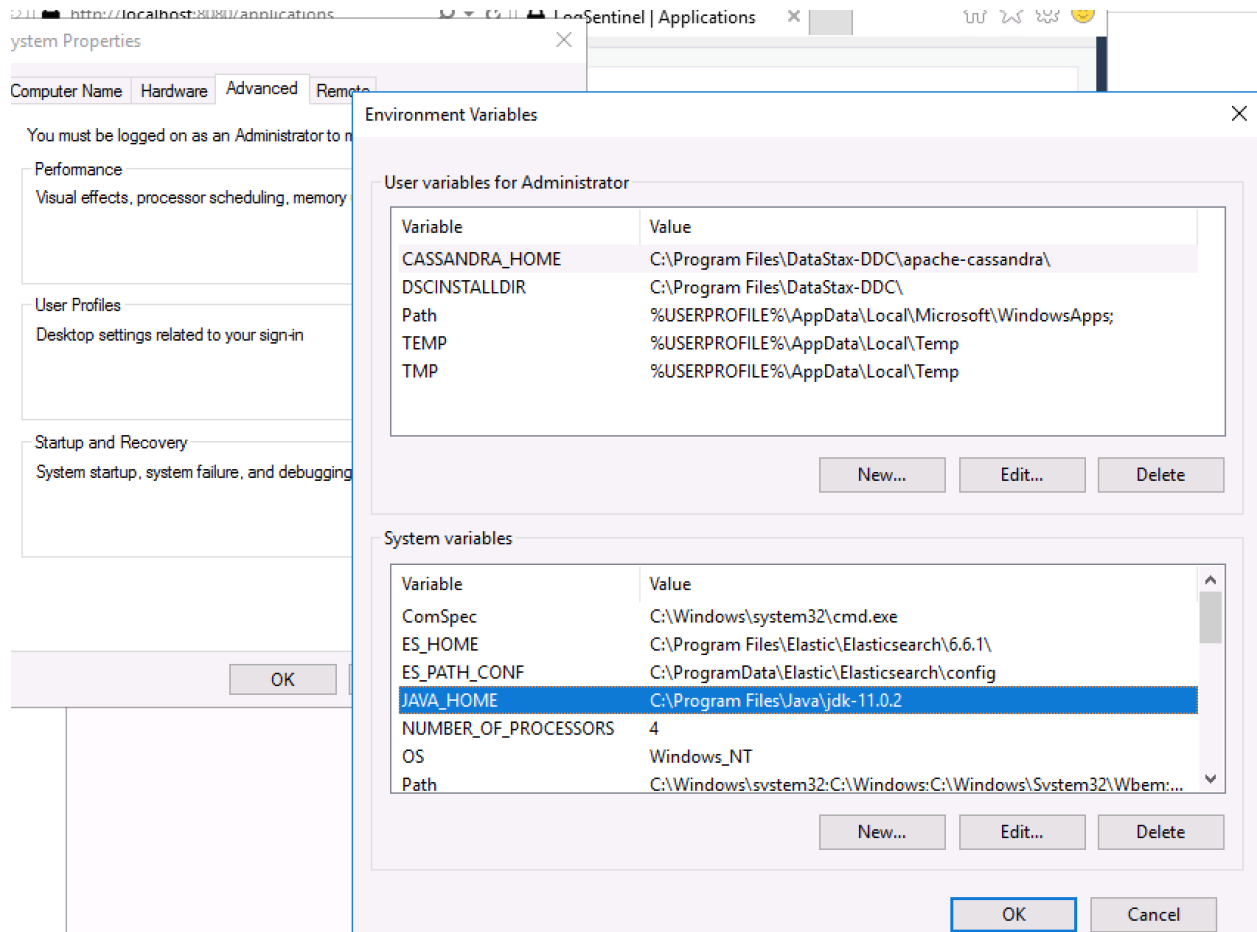 http://localhost:8080/applications
LogSentinel | Applications
ystem Properties
Computer Name Hardware Advanced Remote
You must be logged on as an Administrator to m
Performance
Visual effects, processor scheduling, memory
User Profiles
Desktop settings related to your sign-in
Startup and Recovery
System startup, system failure, and debugging
OK
Environment Variables
User variables for Administrator
Variable Value
CASSANDRA_HOME C:\Program Files\DataStax-DDC\apache-cassandra\
DSCINSTALLDIR C:\Program Files\DataStax-DDC\
Path %USERPROFILE%\AppData\Local\Microsoft\WindowsApps;
TEMP %USERPROFILE%\AppData\Local\Temp
TMP %USERPROFILE%\AppData\Local\Temp
New... Edit... Delete
System variables
Variable Value
ComSpec C:\Windows\system32\cmd.exe
ES_HOME C:\Program Files\Elastic\Elasticsearch\6.6.1\
ES_PATH_CONF C:\ProgramData\Elastic\Elasticsearch\config
JAVA_HOME C:\Program Files\Java\jdk-11.0.2
NUMBER_OF_PROCESSORS 4
OS Windows_NT
Path C:\Windows\system32;C:\Windows;C:\Windows\System32\Wbem;...
New... Edit... Delete
OK Cancel